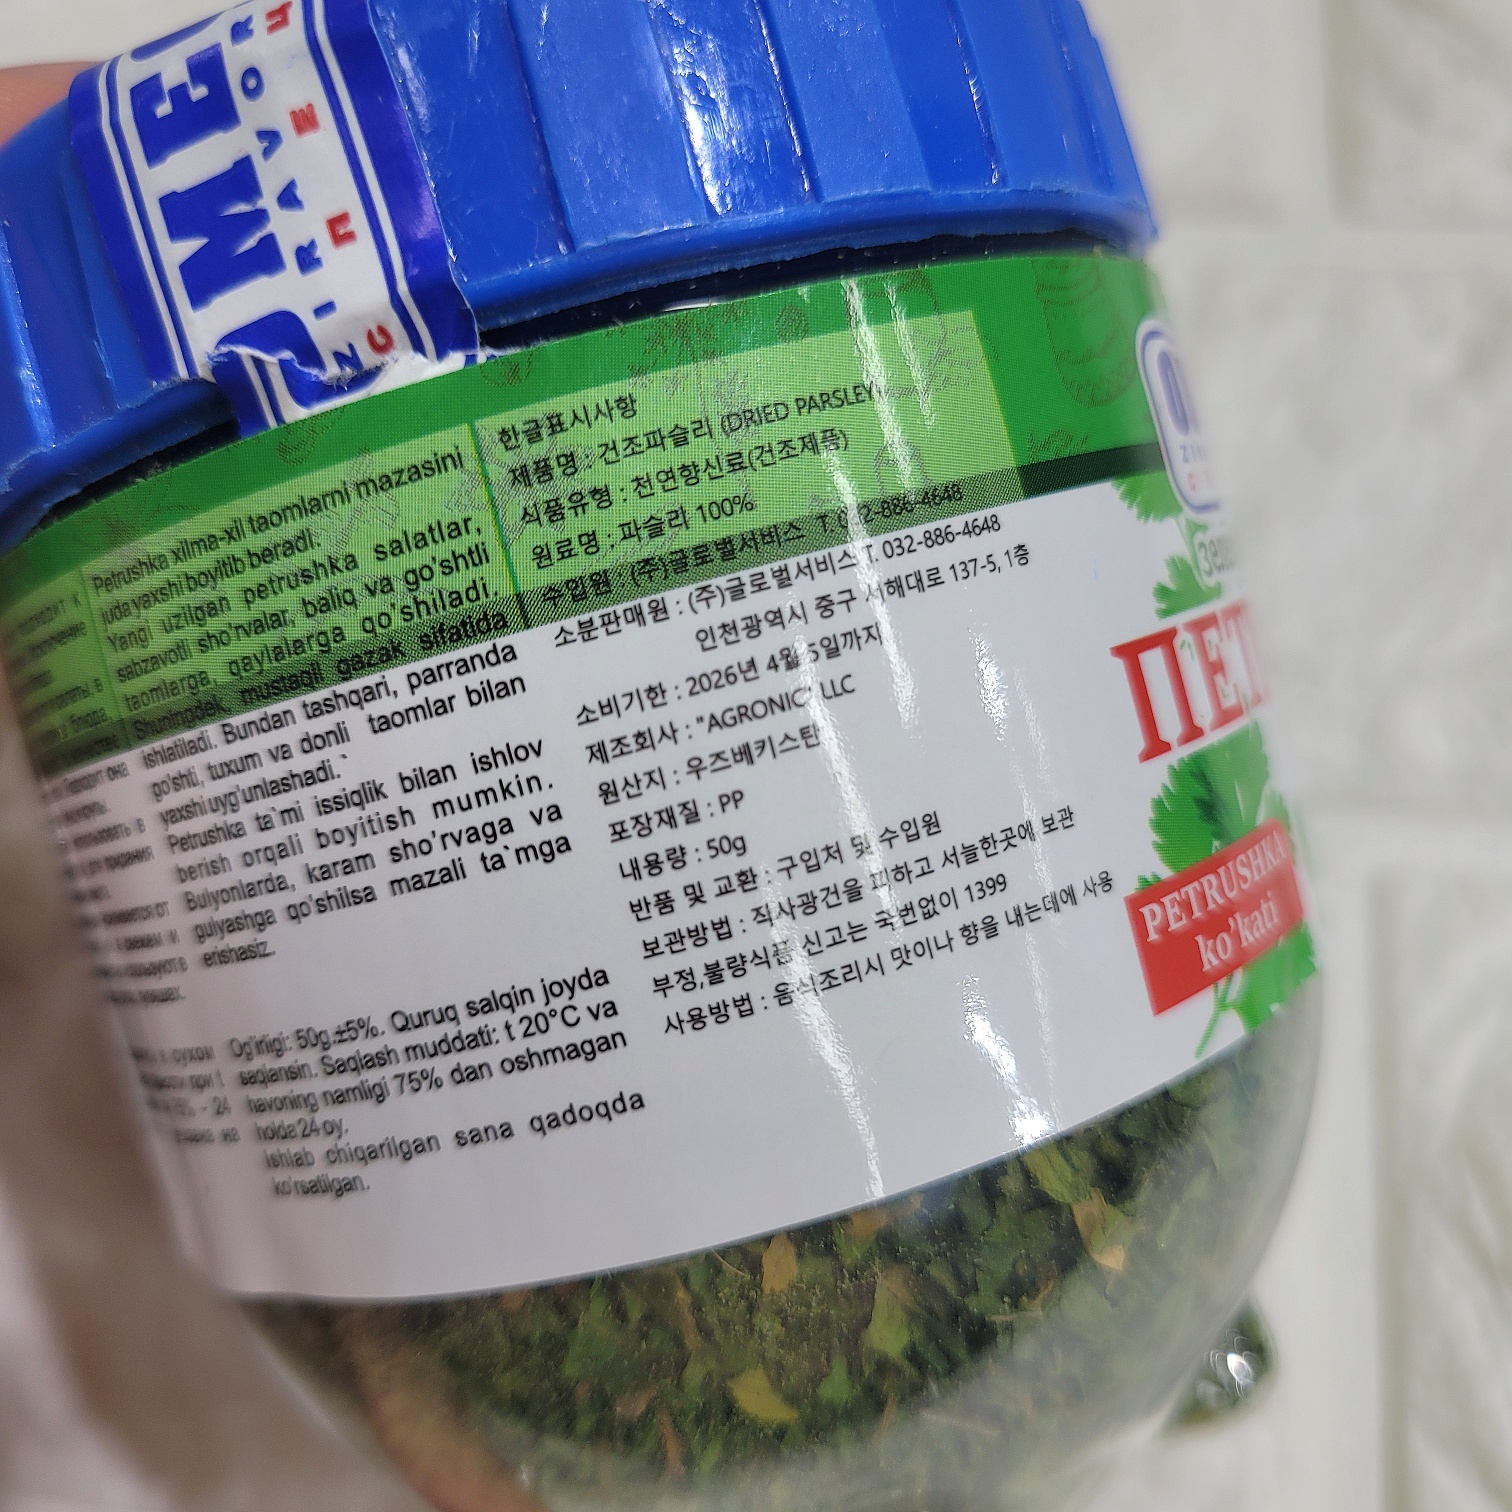 ZIRAVOR
Petrushka xilma-xil taomlarni mazasini
juda yaxshi boyitib beradi.
Yangi uzilgan petrushka salatlar,
sabzavotli sho'rvalar, baliq va go'shtli
taomlarga, qaylalarga qo'shiladi.
Shuningdek, mustaqil gazak sifatida
ishlatiladi. Bundan tashqari, parranda
go'shti, tuxum va donli taomlar bilan
yaxshi uyg'unlashadi.`
Petrushka ta`mi issiqlik bilan ishlov
berish orqali boyitish mumkin.
Bulyonlarda, karam sho'rvaga va
gulyashga qo'shilsa mazali ta`mga
erishasiz.
Og'irligi: 50g.±5%. Quruq salqin joyda
saqlansin. Saqlash muddati: t 20°C va
havoning namligi 75% dan oshmagan
holda 24 oy.
Ishlab chiqarilgan sana qadoqda
ko'rsatilgan.
한글표시사항
제품명 : 건조파슬리 (DRIED PARSLEY)
식품유형 : 천연향신료(건조제품)
원료명 : 파슬리 100%
수입원 : (주)글로벌서비스 T. 032-886-4648
소분판매원 : (주)글로벌서비스 T. 032-886-4648
인천광역시 중구 서해대로 137-5, 1층
소비기한 : 2026년 4월 5일까지
제조회사 : "AGRONIC" LLC
원산지 : 우즈베키스탄
포장재질 : PP
내용량 : 50g
반품 및 교환 : 구입처 및 수입원
보관방법 : 직사광건을 피하고 서늘한곳에 보관
부정,불량식품 신고는 국번없이 1399
사용방법 : 음식조리시 맛이나 향을 내는데에 사용
ПЕТ
PETRUSHKA
ko'kati